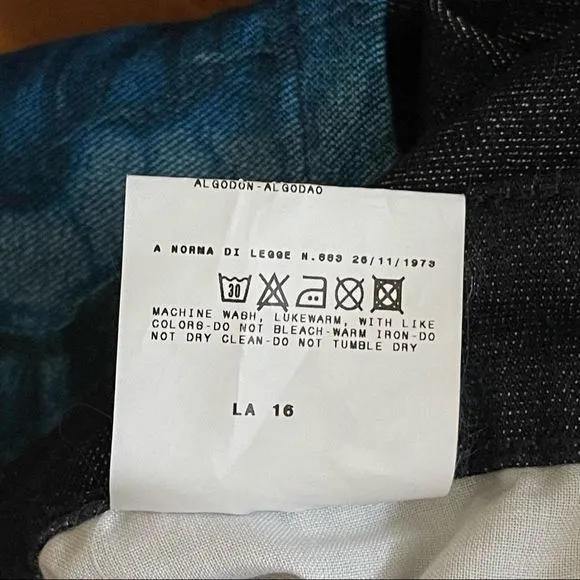 ALGODON-ALGODAO
A NORMA DI LEGGE N.883 26/11/1973
30
MACHINE WASH, LUKEWARM, WITH LIKE
COLORS-DO NOT BLEACH-WARM IRON-DO
NOT DRY CLEAN-DO NOT TUMBLE DRY
LA 16